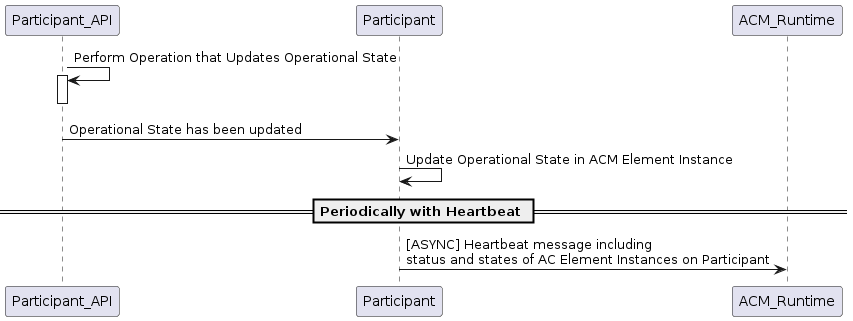 Participant_API
Participant
ACM_Runtime
Perform Operation that Updates Operational State
Operational State has been updated
Update Operational State in ACM Element Instance
Periodically with Heartbeat
[ASYNC] Heartbeat message including
status and states of AC Element Instances on Participant
Participant_API
Participant
ACM_Runtime